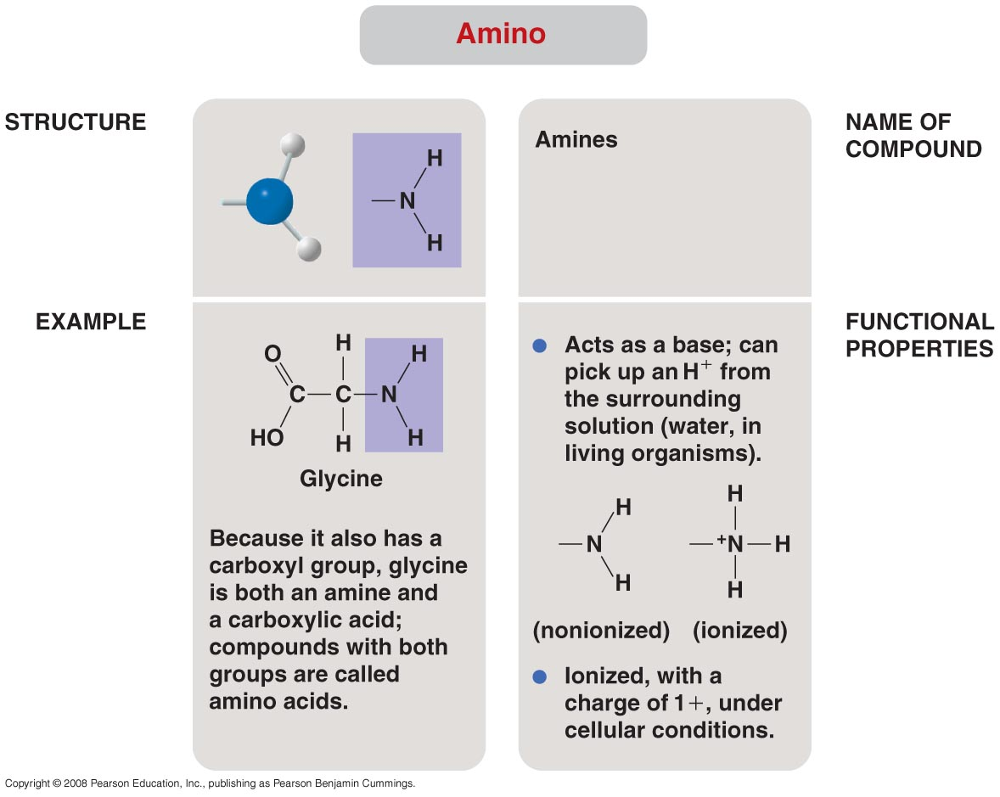 Amino
STRUCTURE
H
N
H
Amines
NAME OF
COMPOUND
EXAMPLE
O
H
H
C
C
N
HO
H
H
Glycine
Because it also has a
carboxyl group, glycine
is both an amine and
a carboxylic acid;
compounds with both
groups are called
amino acids.
FUNCTIONAL
PROPERTIES
Acts as a base; can
pick up an H+ from
the surrounding
solution (water, in
living organisms).
H
N
H
H
+N
H
H
(nonionized) (ionized)
Ionized, with a
charge of 1+, under
cellular conditions.
Copyright © 2008 Pearson Education, Inc., publishing as Pearson Benjamin Cummings.